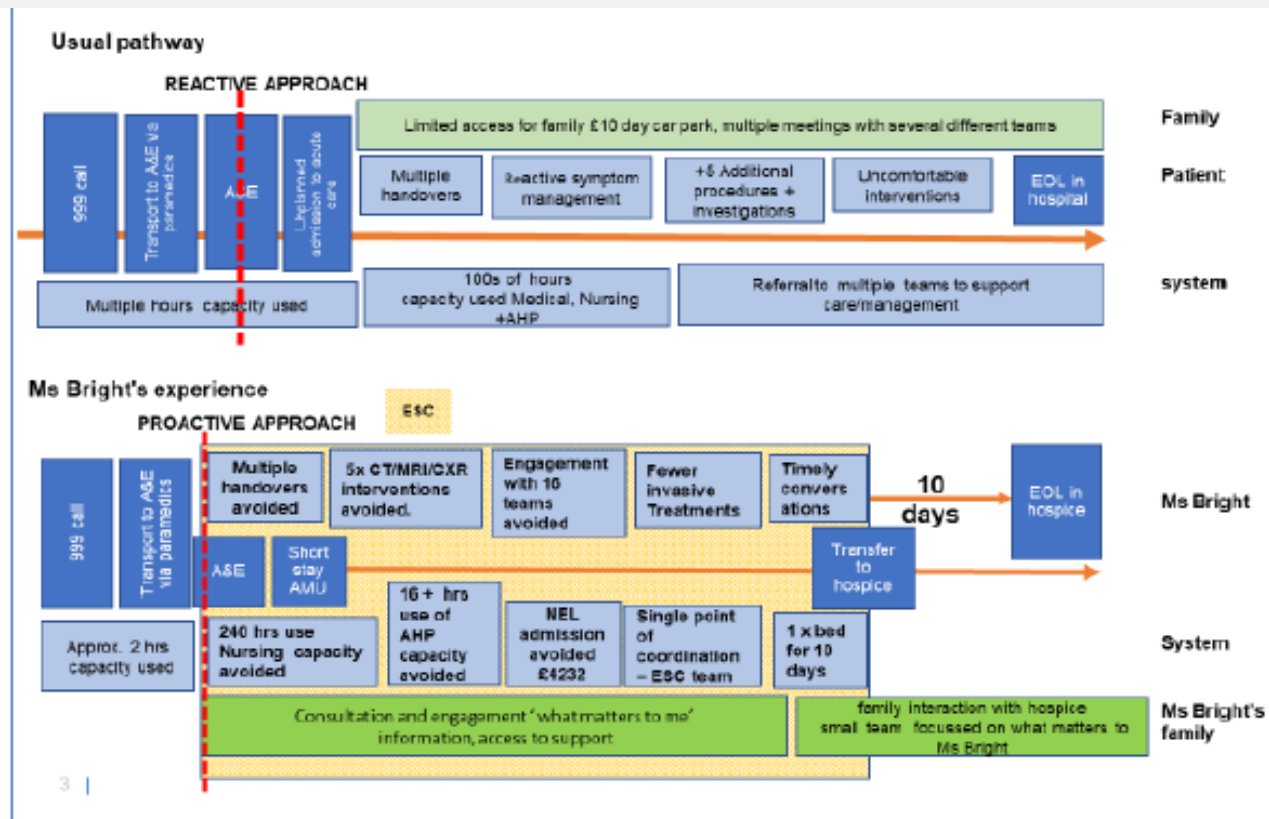 Usual pathway
REACTIVE APPROACH
999 call
Transport to A&E via
paramedics
A&E
Unplanned
admission to acute
care
Limited access for family £10 day car park, multiple meetings with several different teams
Family
Multiple
handovers
Reactive symptom
management
+5 Additional
procedures +
investigations
Uncomfortable
interventions
EOL in
hospital
Patient
Multiple hours capacity used
100s of hours
capacity used Medical, Nursing
+AHP
Referral to multiple teams to support
care/management
system
Ms Bright's experience
PROACTIVE APPROACH
ESC
999 call
Transport to A&E
via paramedics
Multiple
handovers
avoided
5x CT/MRI/CXR
interventions
avoided.
Engagement
with 16
teams
avoided
Fewer
invasive
Treatments
Timely
convers
ations
10
days
EOL in
hospice
Ms Bright
A&E
Short
stay
AMU
Transfer
to
hospice
Approx. 2 hrs
capacity used
240 hrs use
Nursing capacity
avoided
16 + hrs
use of
AHP
capacity
avoided
NEL
admission
avoided
£4232
Single point
of
coordination
– ESC team
1 x bed
for 10
days
System
Consultation and engagement 'what matters to me'
information, access to support
family interaction with hospice
small team focussed on what matters to
Ms Bright
Ms Bright's
family
3